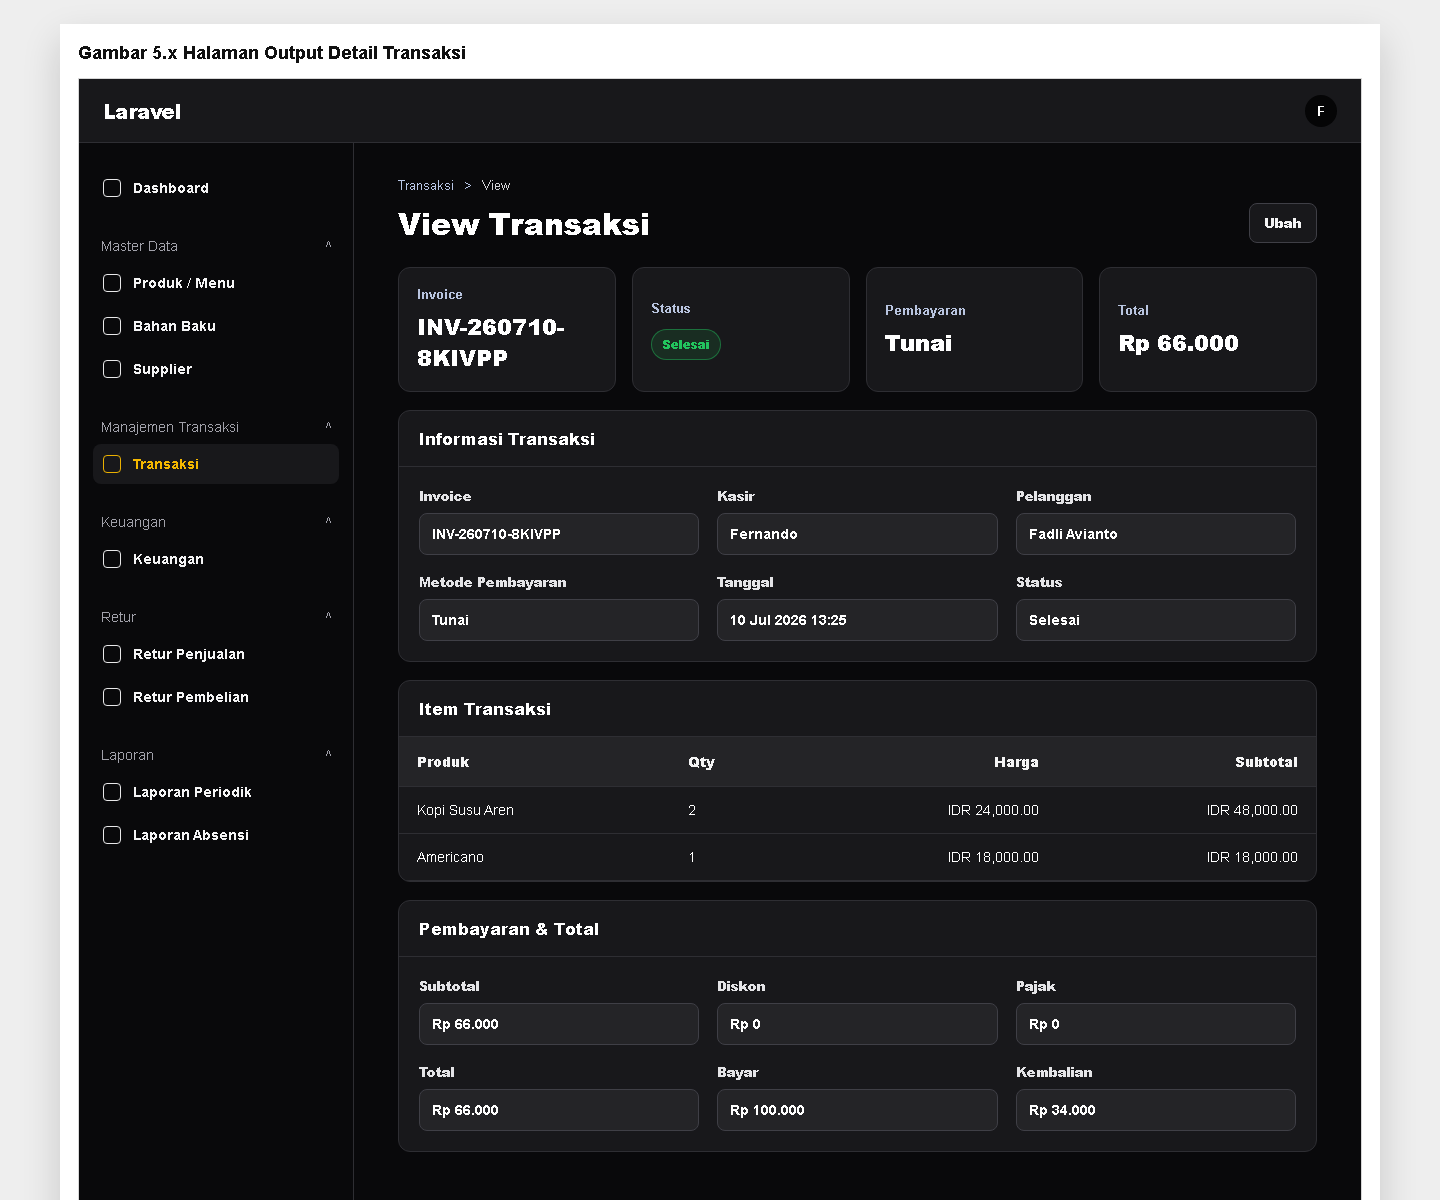 Gambar 5.x Halaman Output Detail Transaksi
Laravel
F
Dashboard
Master Data ^
Produk / Menu
Bahan Baku
Supplier
Manajemen Transaksi ^
Transaksi
Keuangan ^
Keuangan
Retur ^
Retur Penjualan
Retur Pembelian
Laporan ^
Laporan Periodik
Laporan Absensi
Transaksi > View
View Transaksi
Ubah
Invoice
INV-260710-
8KIVPP
Status
Selesai
Pembayaran
Tunai
Total
Rp 66.000
Informasi Transaksi
Invoice Kasir Pelanggan
INV-260710-8KIVPP Fernando Fadli Avianto
Metode Pembayaran Tanggal Status
Tunai 10 Jul 2026 13:25 Selesai
Item Transaksi
Produk Qty Harga Subtotal
Kopi Susu Aren 2 IDR 24,000.00 IDR 48,000.00
Americano 1 IDR 18,000.00 IDR 18,000.00
Pembayaran & Total
Subtotal Diskon Pajak
Rp 66.000 Rp 0 Rp 0
Total Bayar Kembalian
Rp 66.000 Rp 100.000 Rp 34.000